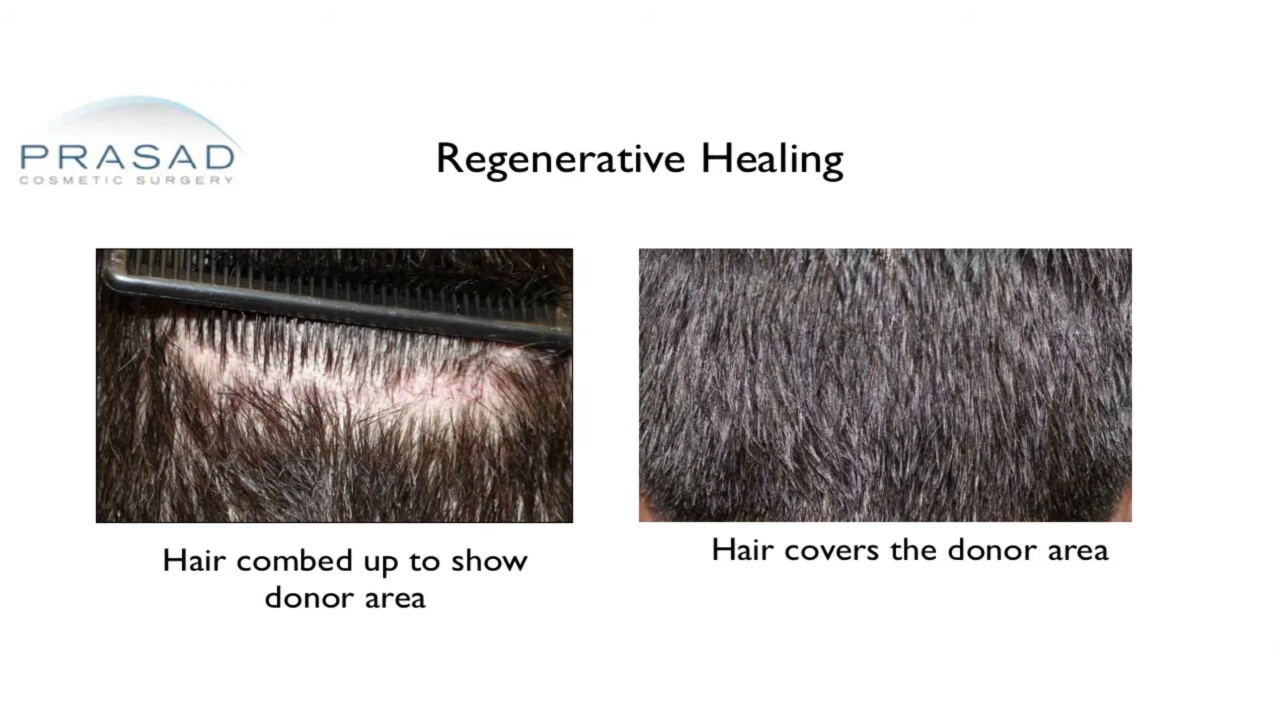 PRASAD
COSMETIC SURGERY
Regenerative Healing
Hair combed up to show
donor area
Hair covers the donor area